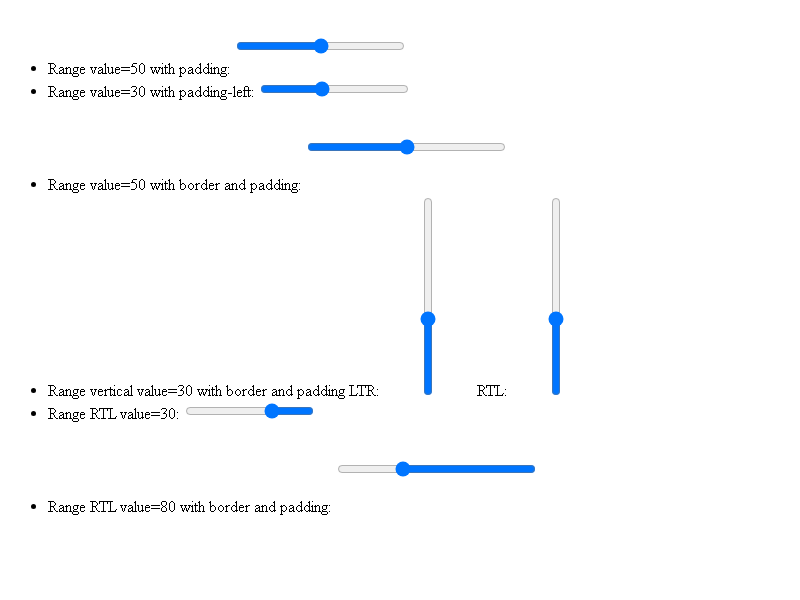 Range value=50 with padding:
Range value=30 with padding-left:
Range value=50 with border and padding:
Range vertical value=30 with border and padding LTR: RTL:
Range RTL value=30:
Range RTL value=80 with border and padding: